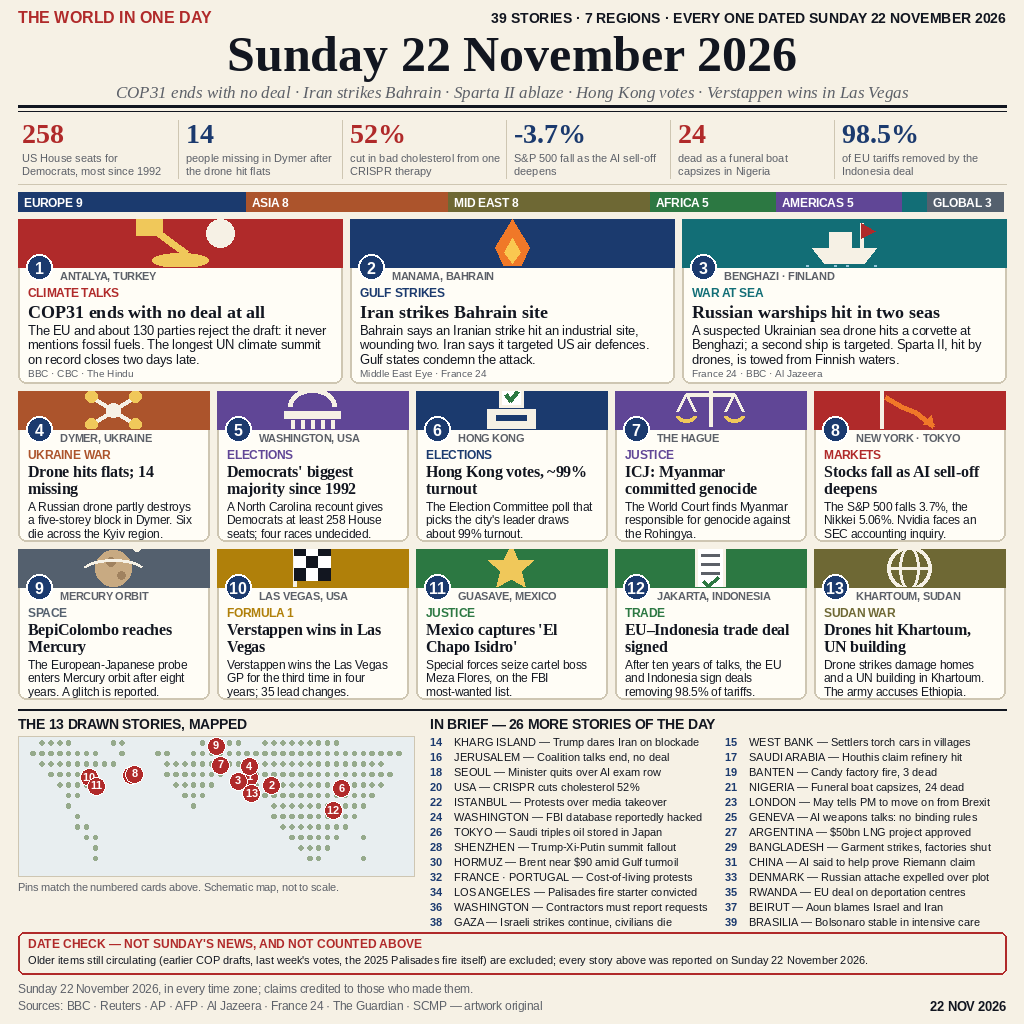 THE WORLD IN ONE DAY
39 STORIES · 7 REGIONS · EVERY ONE DATED SUNDAY 22 NOVEMBER 2026
Sunday 22 November 2026
COP31 ends with no deal · Iran strikes Bahrain · Sparta II ablaze · Hong Kong votes · Verstappen wins in Las Vegas
258
US House seats for
Democrats, most since 1992
14
people missing in Dymer after
the drone hit flats
52%
cut in bad cholesterol from one
CRISPR therapy
-3.7%
S&P 500 fall as the AI sell-off
deepens
24
dead as a funeral boat
capsizes in Nigeria
98.5%
of EU tariffs removed by the
Indonesia deal
EUROPE 9
ASIA 8
MID EAST 8
AFRICA 5
AMERICAS 5
GLOBAL 3
1
ANTALYA, TURKEY
CLIMATE TALKS
COP31 ends with no deal at all
The EU and about 130 parties reject the draft: it never
mentions fossil fuels. The longest UN climate summit
on record closes two days late.
BBC · CBC · The Hindu
2
MANAMA, BAHRAIN
GULF STRIKES
Iran strikes Bahrain site
Bahrain says an Iranian strike hit an industrial site,
wounding two. Iran says it targeted US air defences.
Gulf states condemn the attack.
Middle East Eye · France 24
3
BENGHAZI · FINLAND
WAR AT SEA
Russian warships hit in two seas
A suspected Ukrainian sea drone hits a corvette at
Benghazi; a second ship is targeted. Sparta II, hit by
drones, is towed from Finnish waters.
France 24 · BBC · Al Jazeera
4
DYMER, UKRAINE
UKRAINE WAR
Drone hits flats; 14
missing
A Russian drone partly destroys
a five-storey block in Dymer. Six
die across the Kyiv region.
5
WASHINGTON, USA
ELECTIONS
Democrats' biggest
majority since 1992
A North Carolina recount gives
Democrats at least 258 House
seats; four races undecided.
6
HONG KONG
ELECTIONS
Hong Kong votes, ~99%
turnout
The Election Committee poll that
picks the city's leader draws
about 99% turnout.
7
THE HAGUE
JUSTICE
ICJ: Myanmar
committed genocide
The World Court finds Myanmar
responsible for genocide against
the Rohingya.
8
NEW YORK · TOKYO
MARKETS
Stocks fall as AI sell-off
deepens
The S&P 500 falls 3.7%, the
Nikkei 5.06%. Nvidia faces an
SEC accounting inquiry.
9
MERCURY ORBIT
SPACE
BepiColombo reaches
Mercury
The European-Japanese probe
enters Mercury orbit after eight
years. A glitch is reported.
10
LAS VEGAS, USA
FORMULA 1
Verstappen wins in Las
Vegas
Verstappen wins the Las Vegas
GP for the third time in four
years; 35 lead changes.
11
GUASAVE, MEXICO
JUSTICE
Mexico captures 'El
Chapo Isidro'
Special forces seize cartel boss
Meza Flores, on the FBI
most-wanted list.
12
JAKARTA, INDONESIA
TRADE
EU–Indonesia trade deal
signed
After ten years of talks, the EU
and Indonesia sign deals
removing 98.5% of tariffs.
13
KHARTOUM, SUDAN
SUDAN WAR
Drones hit Khartoum,
UN building
Drone strikes damage homes
and a UN building in Khartoum.
The army accuses Ethiopia.
THE 13 DRAWN STORIES, MAPPED
9
7
4
3
2
13
6
12
10
11
8
Pins match the numbered cards above. Schematic map, not to scale.
IN BRIEF — 26 MORE STORIES OF THE DAY
14 KHARG ISLAND — Trump dares Iran on blockade
15 WEST BANK — Settlers torch cars in villages
16 JERUSALEM — Coalition talks end, no deal
17 SAUDI ARABIA — Houthis claim refinery hit
18 SEOUL — Minister quits over AI exam row
19 BANTEN — Candy factory fire, 3 dead
20 USA — CRISPR cuts cholesterol 52%
21 NIGERIA — Funeral boat capsizes, 24 dead
22 ISTANBUL — Protests over media takeover
23 LONDON — May tells PM to move on from Brexit
24 WASHINGTON — FBI database reportedly hacked
25 GENEVA — AI weapons talks: no binding rules
26 TOKYO — Saudi triples oil stored in Japan
27 ARGENTINA — $50bn LNG project approved
28 SHENZHEN — Trump-Xi-Putin summit fallout
29 BANGLADESH — Garment strikes, factories shut
30 HORMUZ — Brent near $90 amid Gulf turmoil
31 CHINA — AI said to help prove Riemann claim
32 FRANCE · PORTUGAL — Cost-of-living protests
33 DENMARK — Russian attache expelled over plot
34 LOS ANGELES — Palisades fire starter convicted
35 RWANDA — EU deal on deportation centres
36 WASHINGTON — Contractors must report requests
37 BEIRUT — Aoun blames Israel and Iran
38 GAZA — Israeli strikes continue, civilians die
39 BRASILIA — Bolsonaro stable in intensive care
DATE CHECK — NOT SUNDAY'S NEWS, AND NOT COUNTED ABOVE
Older items still circulating (earlier COP drafts, last week's votes, the 2025 Palisades fire itself) are excluded; every story above was reported on Sunday 22 November 2026.
Sunday 22 November 2026, in every time zone; claims credited to those who made them.
Sources: BBC · Reuters · AP · AFP · Al Jazeera · France 24 · The Guardian · SCMP — artwork original
22 NOV 2026